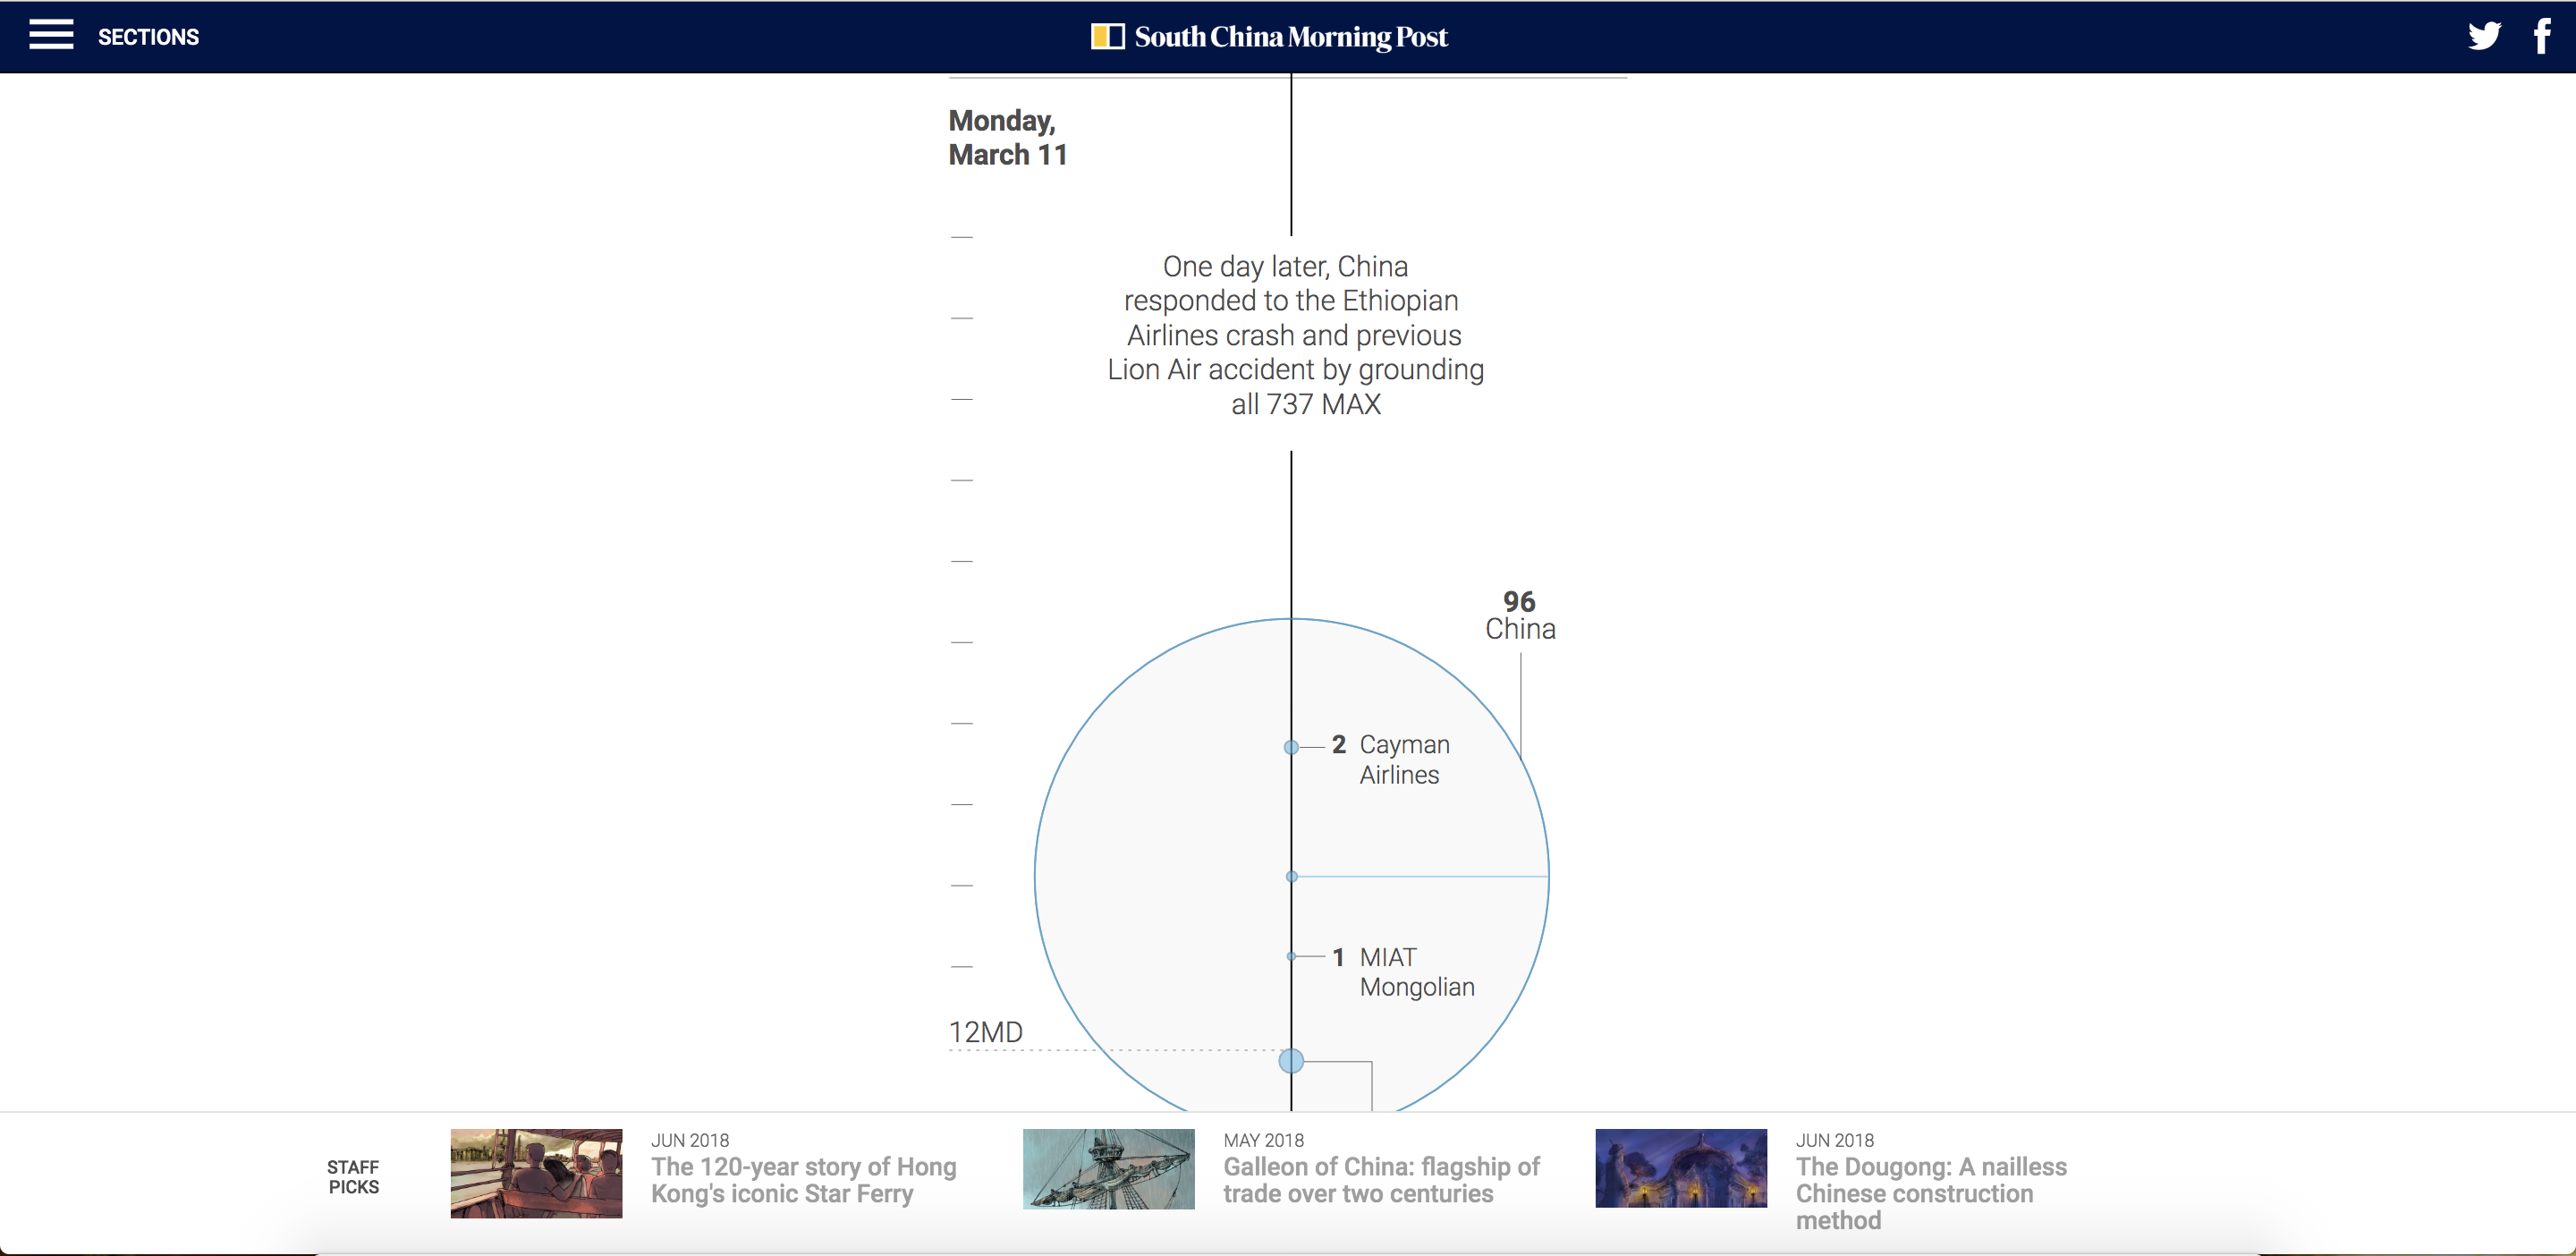 SECTIONS
South China Morning Post
Monday,
March 11
One day later, China
responded to the Ethiopian
Airlines crash and previous
Lion Air accident by grounding
all 737 MAX
96
China
2 Cayman
Airlines
1 MIAT
Mongolian
12MD
STAFF
PICKS
JUN 2018
The 120-year story of Hong
Kong's iconic Star Ferry
MAY 2018
Galleon of China: flagship of
trade over two centuries
JUN 2018
The Dougong: A nailless
Chinese construction
method